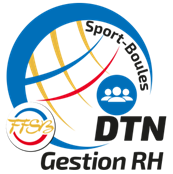 Sport-Boules
FFSB
DTN
Gestion RH